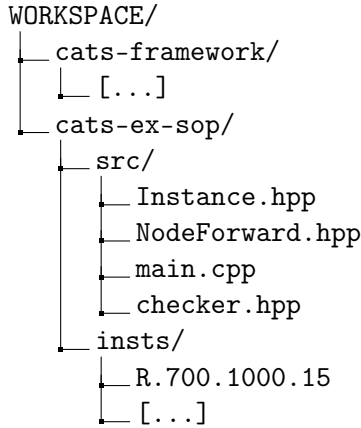 WORKSPACE/
cats-framework/
[...]
cats-ex-sop/
src/
Instance.hpp
NodeForward.hpp
main.cpp
checker.hpp
insts/
R.700.1000.15
[...]